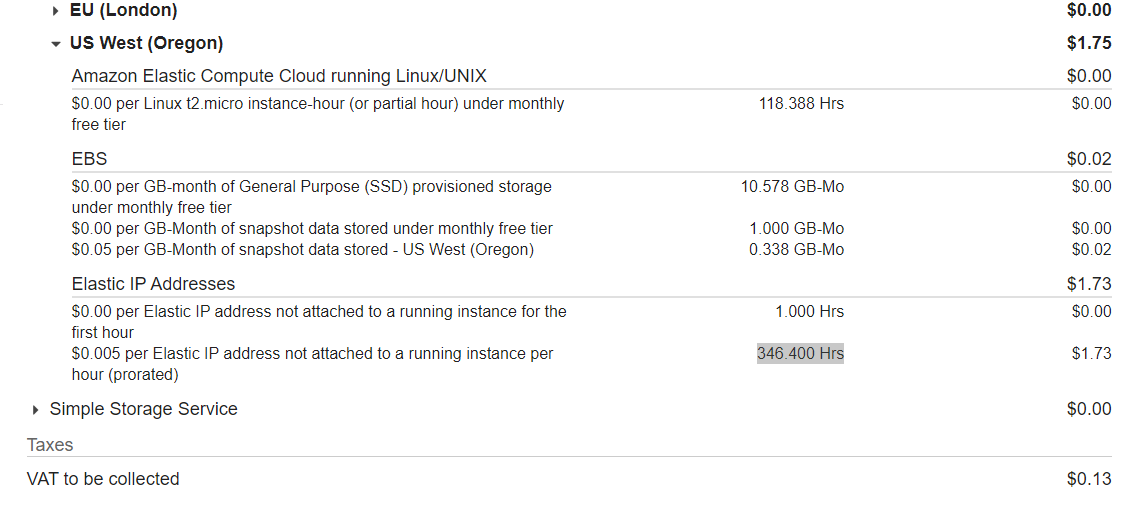 EU (London) $0.00
US West (Oregon) $1.75
Amazon Elastic Compute Cloud running Linux/UNIX $0.00
$0.00 per Linux t2.micro instance-hour (or partial hour) under monthly 118.388 Hrs $0.00
free tier
EBS $0.02
$0.00 per GB-month of General Purpose (SSD) provisioned storage 10.578 GB-Mo $0.00
under monthly free tier
$0.00 per GB-Month of snapshot data stored under monthly free tier 1.000 GB-Mo $0.00
$0.05 per GB-Month of snapshot data stored - US West (Oregon) 0.338 GB-Mo $0.02
Elastic IP Addresses $1.73
$0.00 per Elastic IP address not attached to a running instance for the 1.000 Hrs $0.00
first hour
$0.005 per Elastic IP address not attached to a running instance per 346.400 Hrs $1.73
hour (prorated)
Simple Storage Service $0.00
Taxes
VAT to be collected $0.13